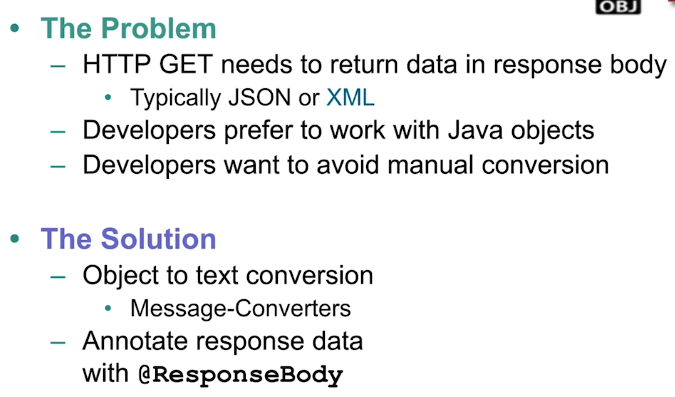 OBJ
• The Problem
– HTTP GET needs to return data in response body
• Typically JSON or XML
– Developers prefer to work with Java objects
– Developers want to avoid manual conversion
• The Solution
– Object to text conversion
• Message-Converters
– Annotate response data
with @ResponseBody